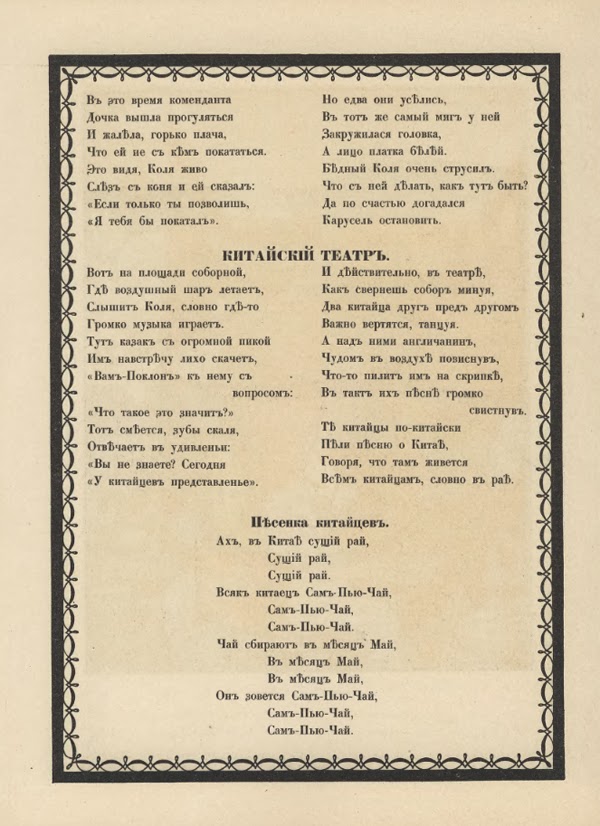 Въ это время коменданта
Дочка вышла прогуляться
И жалѣла, горько плача,
Что ей не съ кѣмъ покататься.
Это видя, Коля живо
Слѣзъ съ коня и ей сказалъ:
«Если только ты позволишь,
«Я тебя бы покаталъ».
Но едва они усѣлись,
Въ тотъ же самый мигъ у ней
Закружилася головка,
А лицо платка бѣлѣй.
Бѣдный Коля очень струсилъ.
Что съ ней дѣлать, какъ тутъ быть?
Да по счастью догадался
Карусель остановить.
КИТАЙСКІЙ ТЕАТРЪ.
Вотъ на площади соборной,
Гдѣ воздушный шаръ летаетъ,
Слышитъ Коля, словно гдѣ-то
Громко музыка играетъ.
Тутъ казакъ съ огромной пикой
Имъ навстрѣчу лихо скачетъ,
«Вамъ-Поклонъ» къ нему съ
вопросомъ:
«Что такое это значитъ?»
Тотъ смѣется, зубы скаля,
Отвѣчаетъ въ удивленьи:
«Вы не знаете? Сегодня
«У китайцевъ представленье».
И дѣйствительно, въ театрѣ,
Какъ свернешь соборъ минуя,
Два китайца другъ предъ другомъ
Важно вертятся, танцуя.
А надъ ними англичанинъ,
Чудомъ въ воздухѣ повиснувъ,
Что-то пилитъ имъ на скрипкѣ,
Въ тактъ ихъ пѣснѣ громко
свистнувъ.
Тѣ китайцы по-китайски
Пѣли пѣсню о Китаѣ,
Говоря, что тамъ живется
Всѣмъ китайцамъ, словно въ раѣ.
Пѣсенка китайцевъ.
Ахъ, въ Китаѣ сущій рай,
Сущій рай,
Сущій рай.
Всякъ китаецъ Самъ-Пью-Чай,
Самъ-Пью-Чай,
Самъ-Пью-Чай.
Чай сбираютъ въ мѣсяцъ Май,
Въ мѣсяцъ Май,
Въ мѣсяцъ Май,
Онъ зовется Самъ-Пью-Чай,
Самъ-Пью-Чай,
Самъ-Пью-Чай.